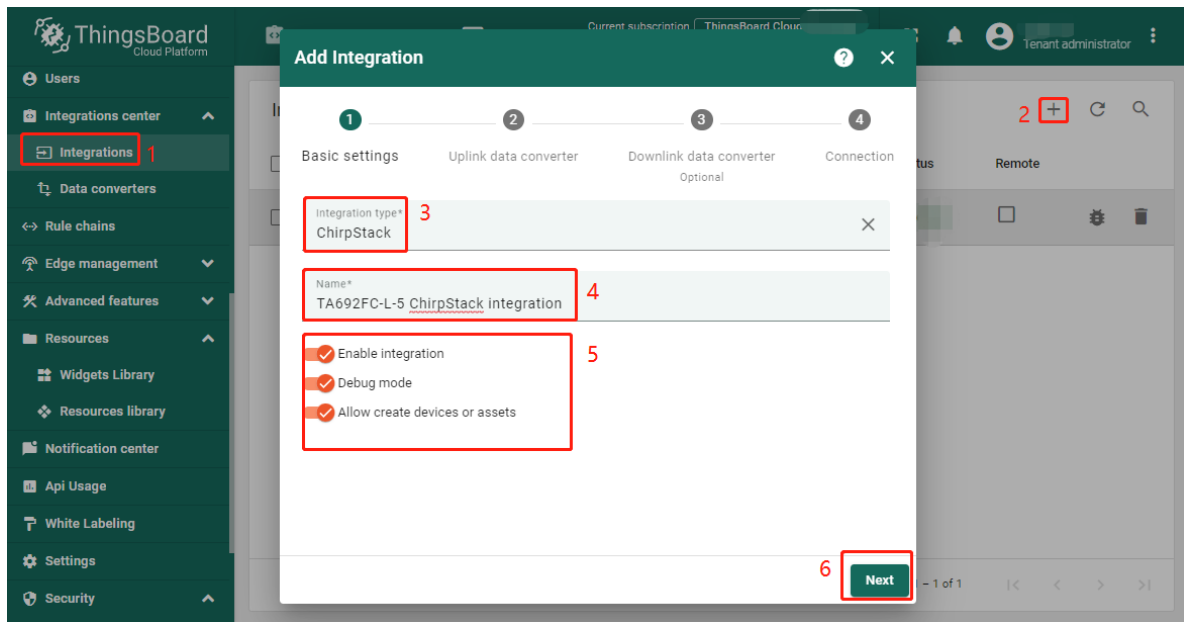 ThingsBoard
Cloud Platform
Current subscription ThingsBoard Cloud
Tenant administrator
Users
Integrations center
Integrations 1
Data converters
Rule chains
Edge management
Advanced features
Resources
Widgets Library
Resources library
Notification center
Api Usage
White Labeling
Settings
Security
2
tus Remote
Add Integration
1 2 3 4
Basic settings Uplink data converter Downlink data converter Connection
Optional
Integration type* 3
ChirpStack
Name* 4
TA692FC-L-5 ChirpStack integration
Enable integration 5
Debug mode
Allow create devices or assets
6 Next
– 1 of 1